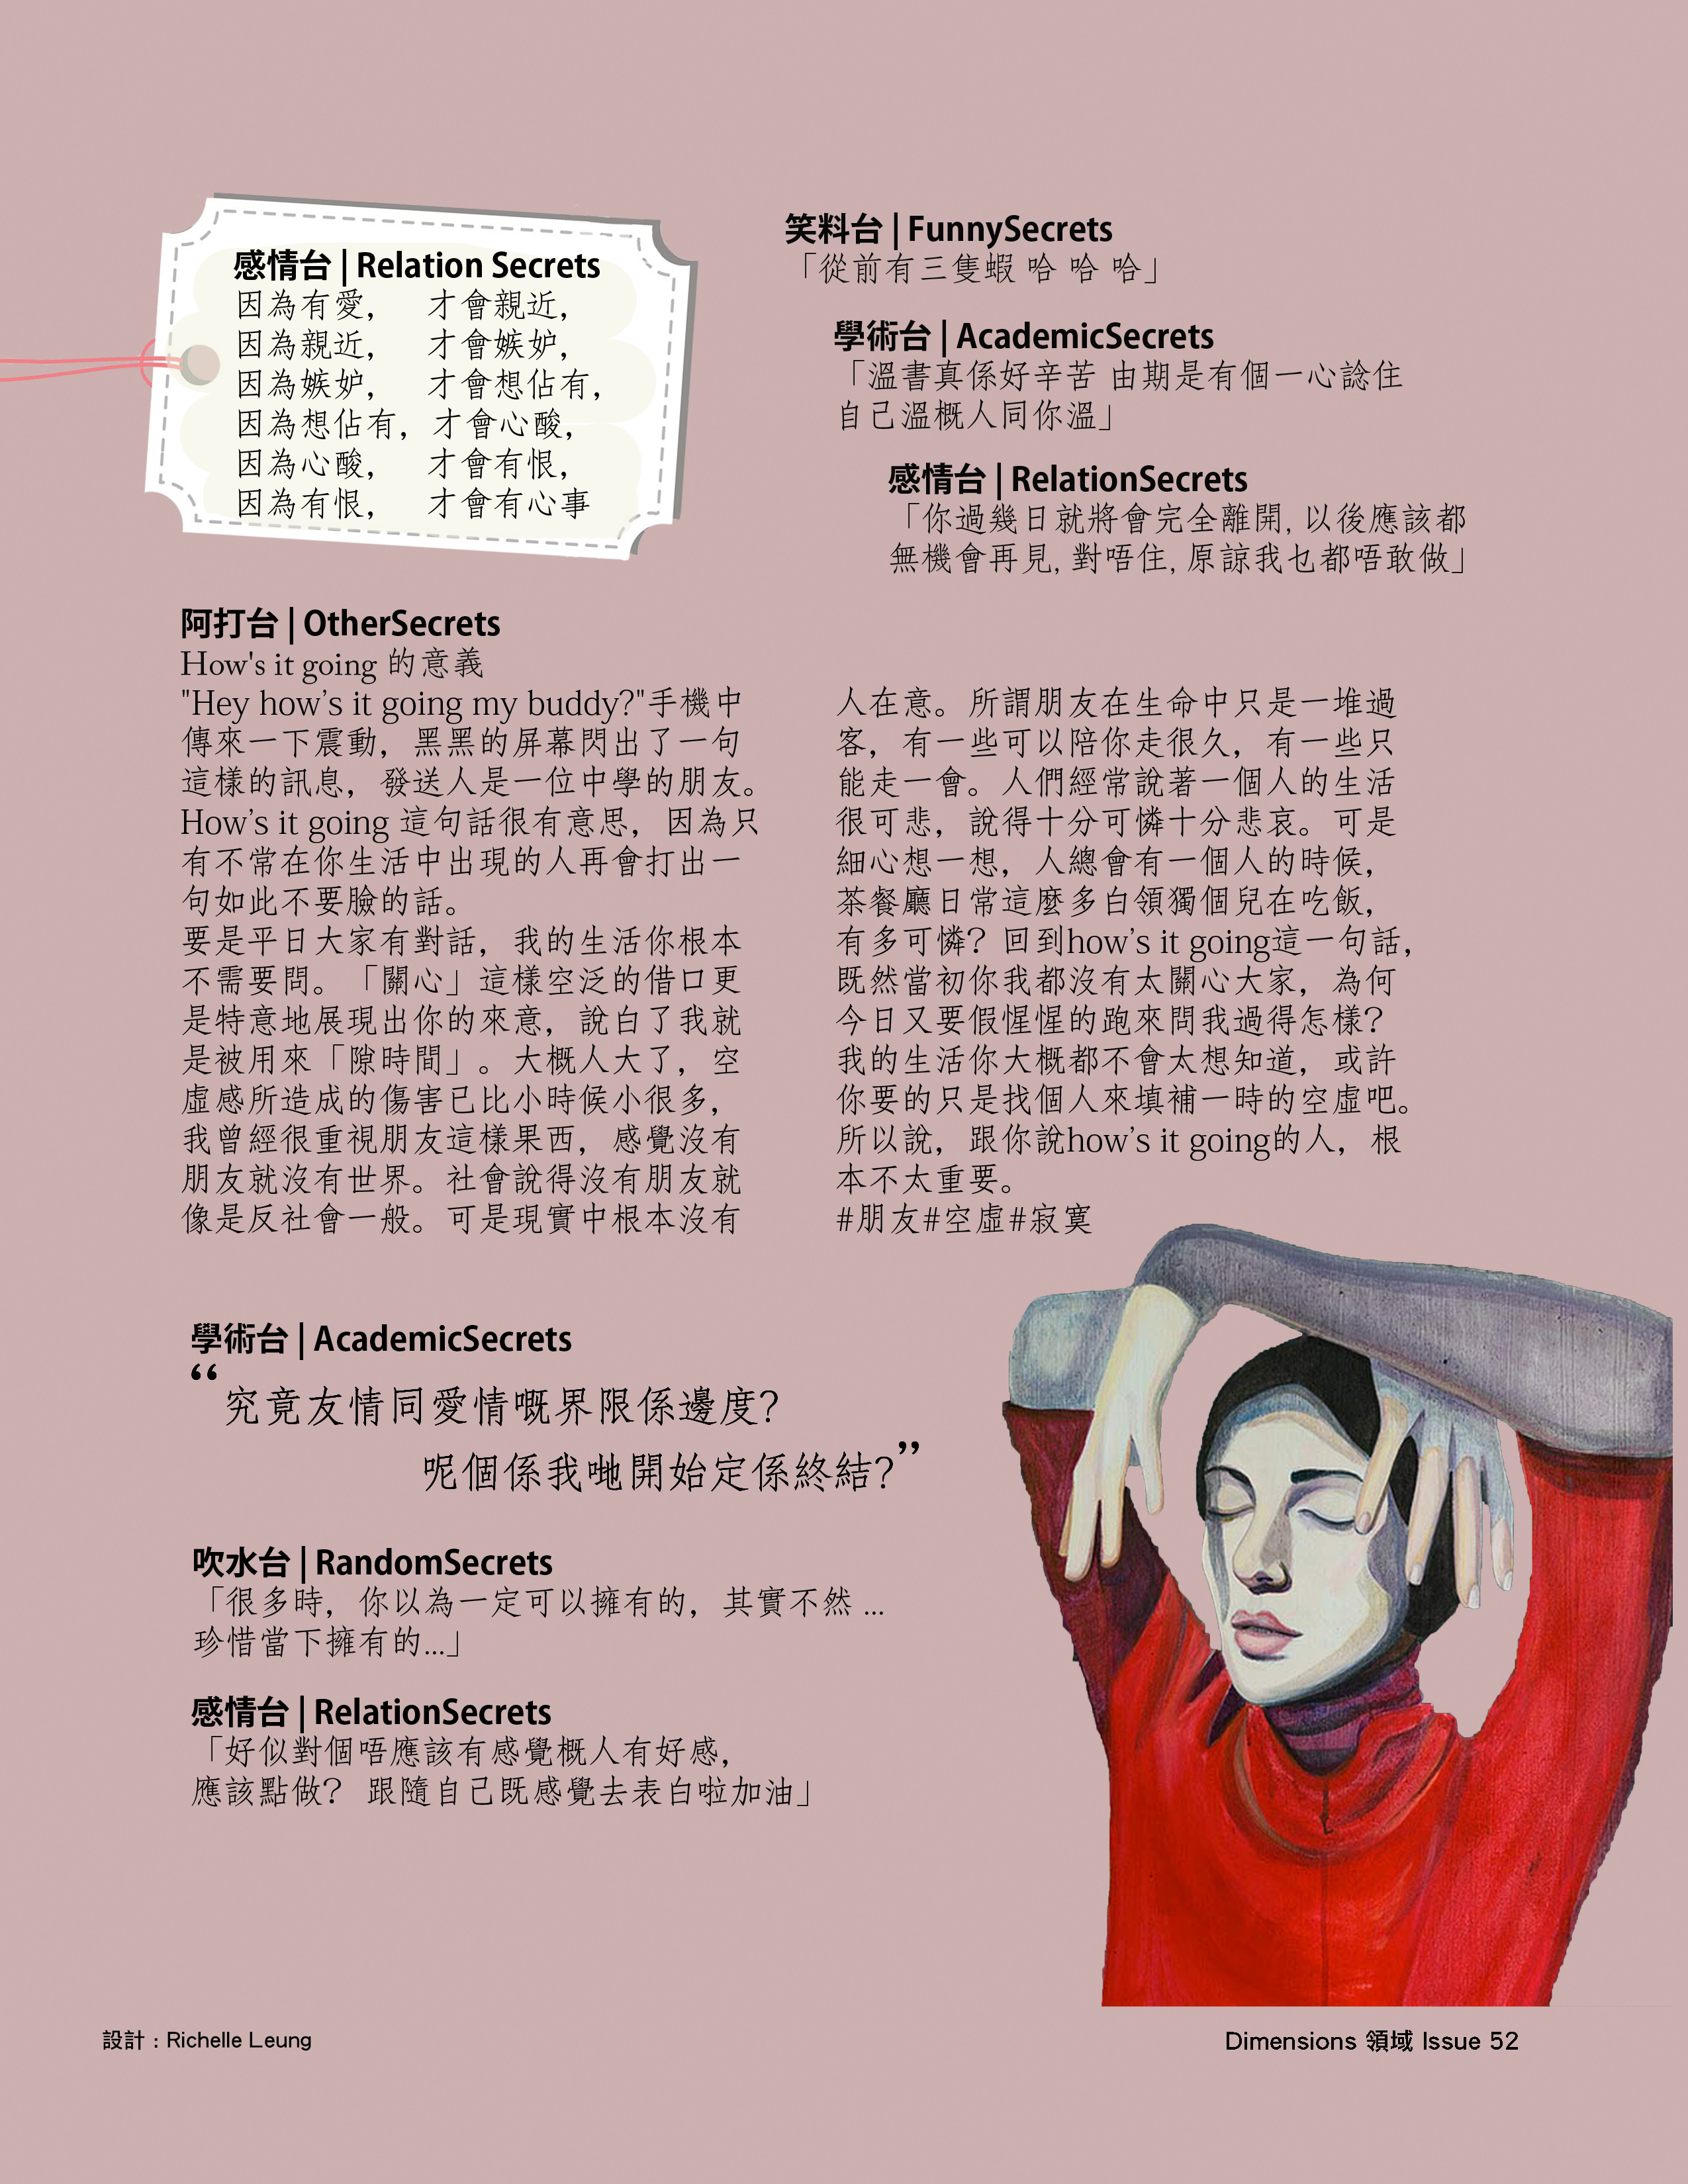 感情台 | Relation Secrets
因為有愛， 才會親近，
因為親近， 才會嫉妒，
因為嫉妒， 才會想佔有，
因為想佔有，才會心酸，
因為心酸， 才會有恨，
因為有恨， 才會有心事
笑料台 | FunnySecrets
「從前有三隻蝦 哈 哈 哈」
學術台 | AcademicSecrets
「溫書真係好辛苦 由期是有個一心諗住
自己溫概人同你溫」
感情台 | RelationSecrets
「你過幾日就將會完全離開, 以後應該都
無機會再見, 對唔住, 原諒我乜都唔敢做」
阿打台 | OtherSecrets
How's it going 的意義
"Hey how’s it going my buddy?"手機中
傳來一下震動，黑黑的屏幕閃出了一句
這樣的訊息，發送人是一位中學的朋友。
How’s it going 這句話很有意思，因為只
有不常在你生活中出現的人再會打出一
句如此不要臉的話。
要是平日大家有對話，我的生活你根本
不需要問。「關心」這樣空泛的借口更
是特意地展現出你的來意，說白了我就
是被用來「隙時間」。大概人大了，空
虛感所造成的傷害已比小時候小很多，
我曾經很重視朋友這樣果西，感覺沒有
朋友就沒有世界。社會說得沒有朋友就
像是反社會一般。可是現實中根本沒有
人在意。所謂朋友在生命中只是一堆過
客，有一些可以陪你走很久，有一些只
能走一會。人們經常說著一個人的生活
很可悲，說得十分可憐十分悲哀。可是
細心想一想，人總會有一個人的時候，
茶餐廳日常這麼多白領獨個兒在吃飯，
有多可憐？回到how’s it going這一句話，
既然當初你我都沒有太關心大家，為何
今日又要假惺惺的跑來問我過得怎樣？
我的生活你大概都不會太想知道，或許
你要的只是找個人來填補一時的空虛吧。
所以說，跟你說how’s it going的人，根
本不太重要。
#朋友#空虛#寂寞
學術台 | AcademicSecrets
“究竟友情同愛情嘅界限係邊度?
呢個係我哋開始定係終結?”
吹水台 | RandomSecrets
「很多時，你以為一定可以擁有的，其實不然 ...
珍惜當下擁有的...」
感情台 | RelationSecrets
「好似對個唔應該有感覺概人有好感，
應該點做？ 跟隨自己既感覺去表白啦加油」
設計：Richelle Leung
Dimensions 領域 Issue 52